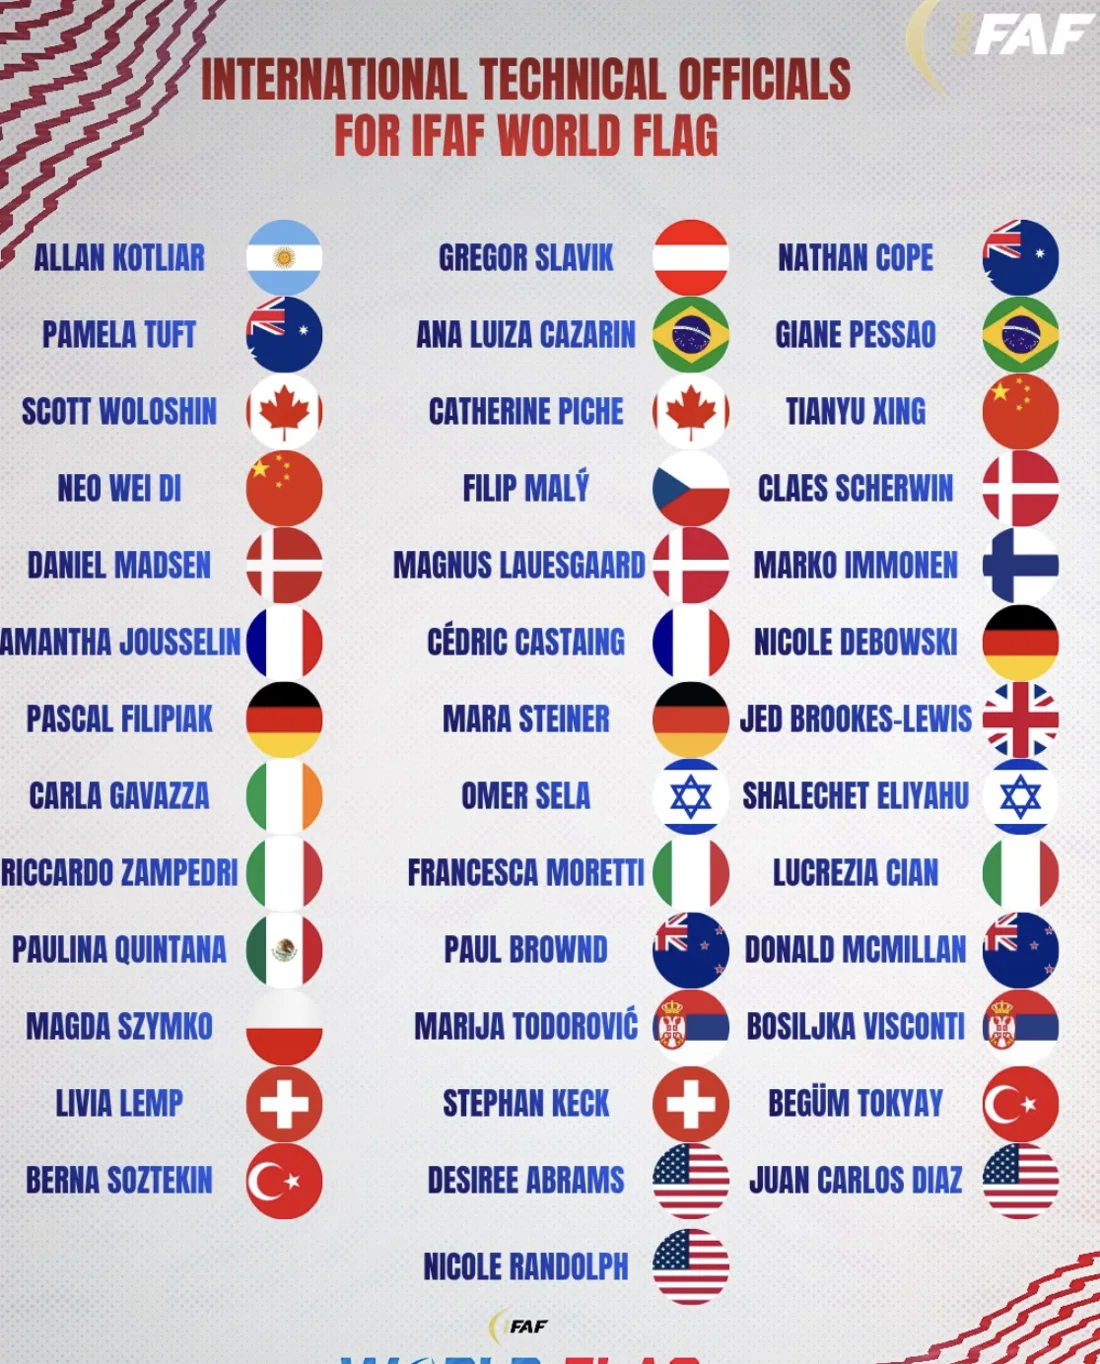 IFAF
INTERNATIONAL TECHNICAL OFFICIALS
FOR IFAF WORLD FLAG
ALLAN KOTLIAR
GREGOR SLAVIK
NATHAN COPE
PAMELA TUFT
ANA LUIZA CAZARIN
GIANE PESSAO
SCOTT WOLOSHIN
CATHERINE PICHE
TIANYU XING
NEO WEI DI
FILIP MALÝ
CLAES SCHERWIN
DANIEL MADSEN
MAGNUS LAUESGAARD
MARKO IMMONEN
AMANTHA JOUSSELIN
CÉDRIC CASTAING
NICOLE DEBOWSKI
PASCAL FILIPIAK
MARA STEINER
JED BROOKES-LEWIS
CARLA GAVAZZA
OMER SELA
SHALECHET ELIYAHU
RICCARDO ZAMPEDRI
FRANCESCA MORETTI
LUCREZIA CIAN
PAULINA QUINTANA
PAUL BROWND
DONALD MCMILLAN
MAGDA SZYMKO
MARIJA TODOROVIĆ
BOSILJKA VISCONTI
LIVIA LEMP
STEPHAN KECK
BEGÜM TOKYAY
BERNA SOZTEKIN
DESIREE ABRAMS
JUAN CARLOS DIAZ
NICOLE RANDOLPH
IFAF
WORLD FLAG